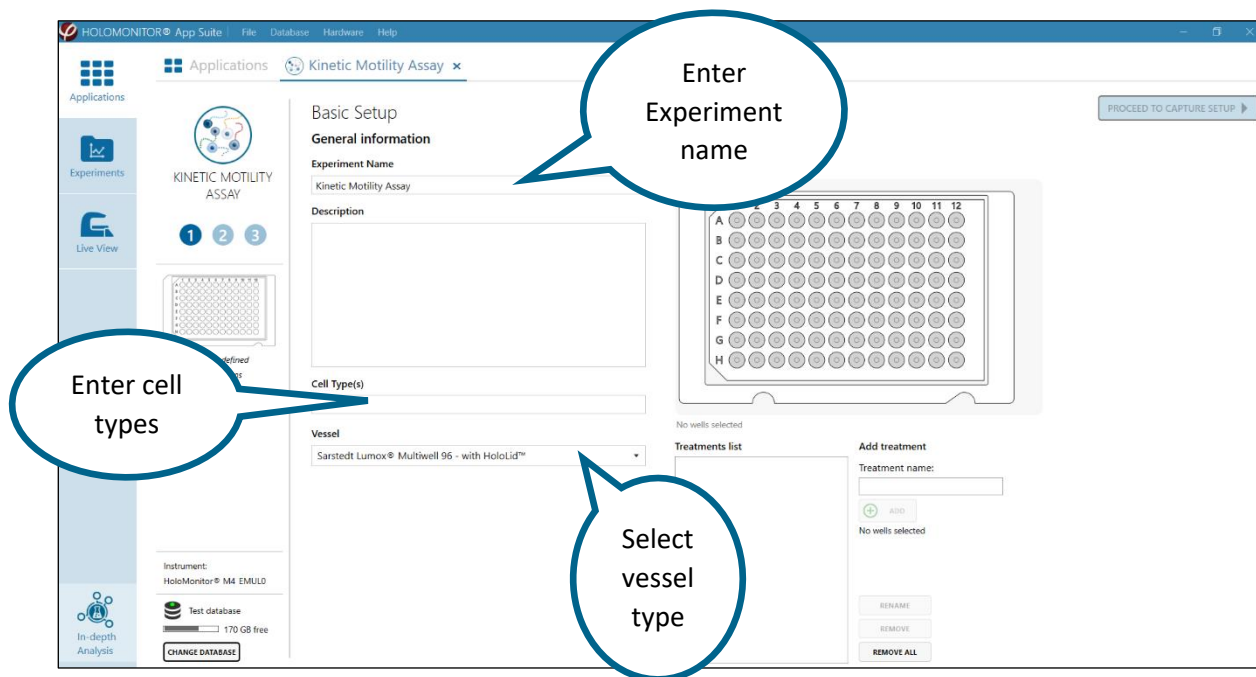 HOLOMONITOR® App Suite File Database Hardware Help
Applications Kinetic Motility Assay ×
Applications
Experiments
Live View
In-depth
Analysis
KINETIC MOTILITY
ASSAY
1 2 3
defined
Instrument:
HoloMonitor® M4 EMUL0
Test database
170 GB free
CHANGE DATABASE
Basic Setup
General information
Experiment Name
Kinetic Motility Assay
Description
Cell Type(s)
Vessel
Sarstedt Lumox® Multiwell 96 - with HoloLid™
Enter
Experiment
name
Enter cell
types
Select
vessel
type
PROCEED TO CAPTURE SETUP
2 3 4 5 6 7 8 9 10 11 12
A
B
C
D
E
F
G
H
No wells selected
Treatments list
Add treatment
Treatment name:
ADD
No wells selected
RENAME
REMOVE
REMOVE ALL